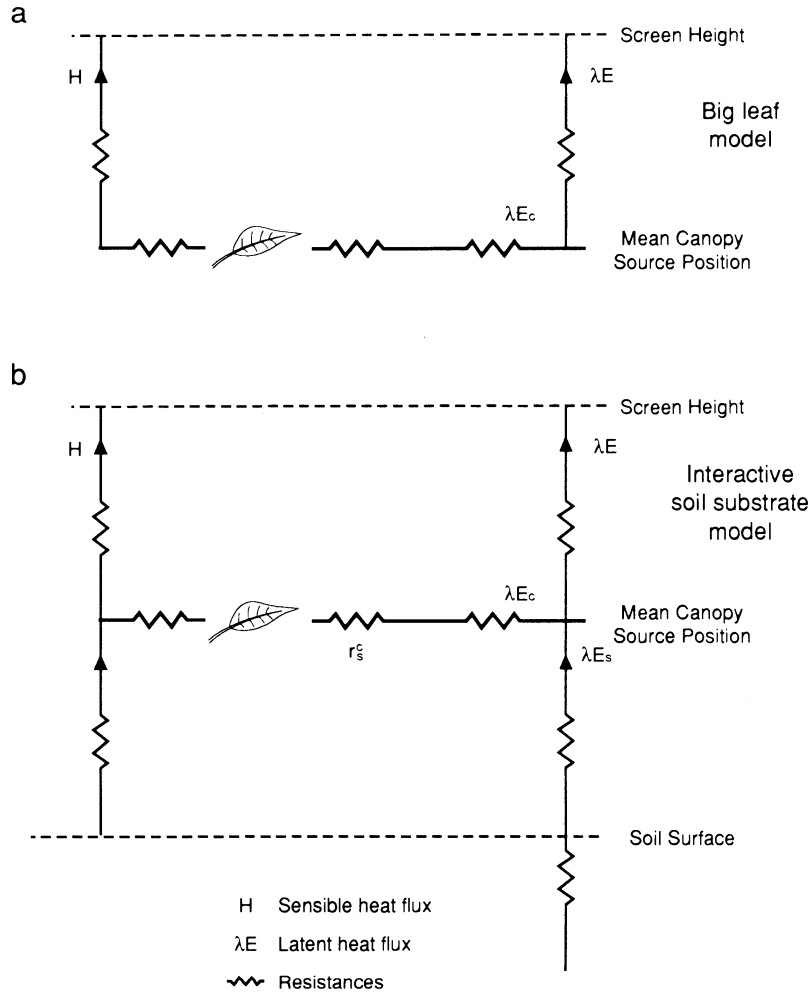 a
Screen Height
H
λE
Big leaf
model
λEc
Mean Canopy
Source Position
b
Screen Height
H
λE
Interactive
soil substrate
model
λEc
Mean Canopy
Source Position
r_s^c
λEs
Soil Surface
H Sensible heat flux
λE Latent heat flux
Resistances